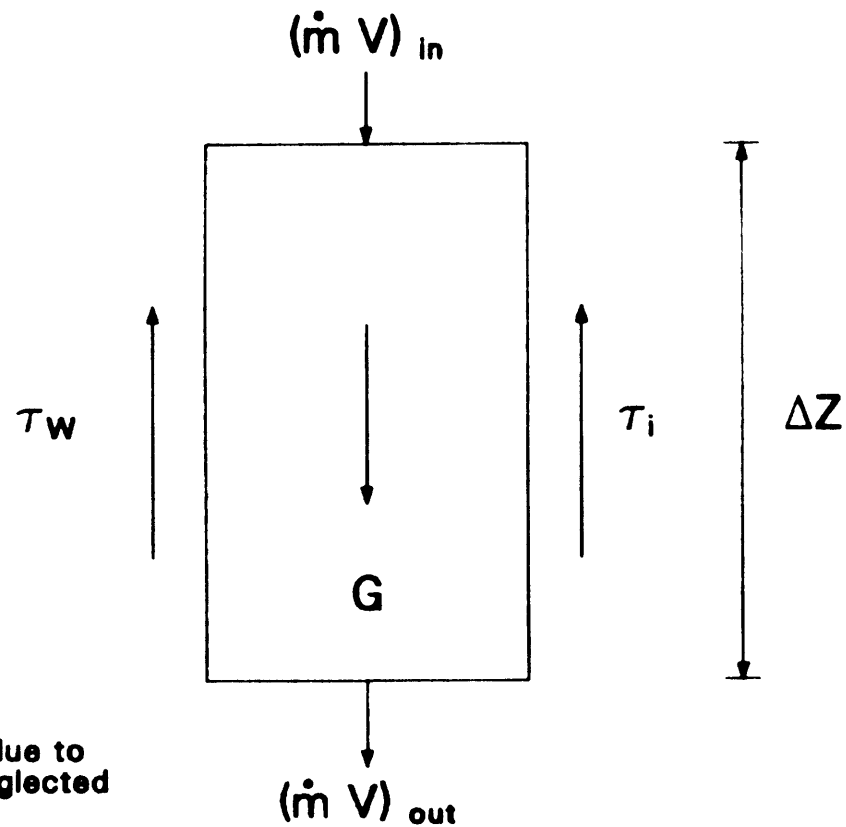 (ṁ V) in
τw
τi
ΔZ
G
lue to
glected
(ṁ V) out